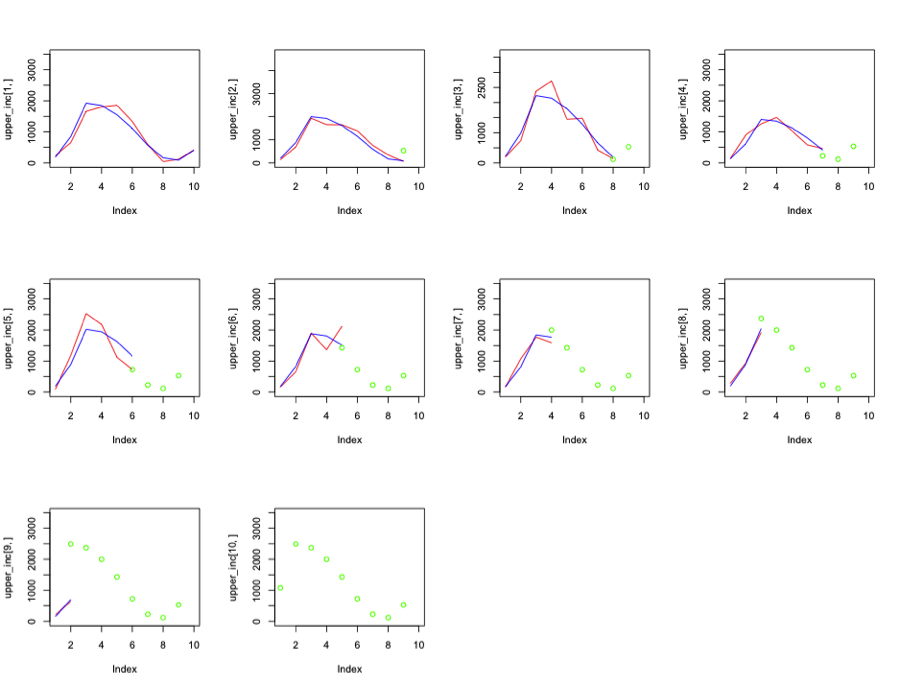 upper_inc[1, ]
0 1000 2000 3000
2 4 6 8 10
Index
upper_inc[2, ]
0 1000 3000
2 4 6 8 10
Index
upper_inc[3, ]
0 1000 2500
2 4 6 8 10
Index
upper_inc[4, ]
0 1000 2000 3000
2 4 6 8 10
Index
upper_inc[5, ]
0 1000 2000 3000
2 4 6 8 10
Index
upper_inc[6, ]
0 1000 2000 3000
2 4 6 8 10
Index
upper_inc[7, ]
0 1000 2000 3000
2 4 6 8 10
Index
upper_inc[8, ]
0 1000 2000 3000
2 4 6 8 10
Index
upper_inc[9, ]
0 1000 2000 3000
2 4 6 8 10
Index
upper_inc[10, ]
0 1000 2000 3000
2 4 6 8 10
Index